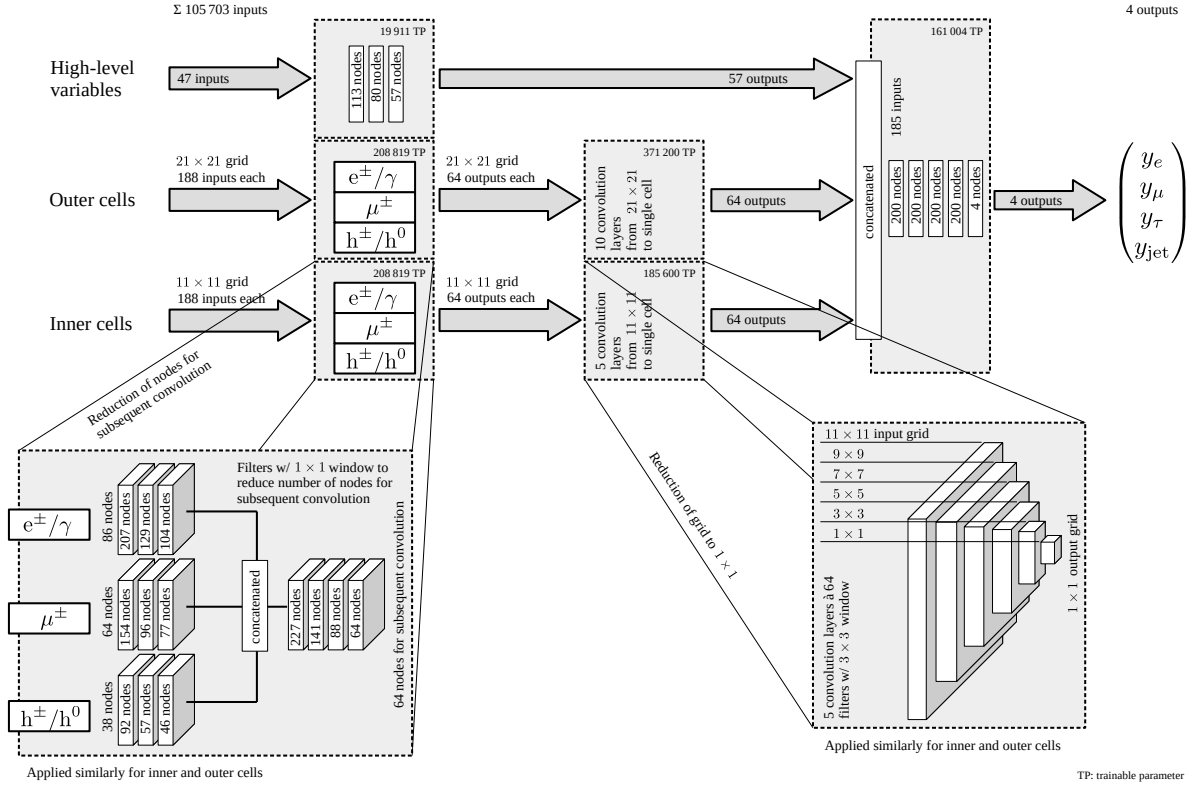 Σ 105 703 inputs
4 outputs
High-level
variables
47 inputs
19 911 TP
113 nodes
80 nodes
57 nodes
57 outputs
161 004 TP
185 inputs
concatenated
200 nodes
200 nodes
200 nodes
200 nodes
4 nodes
4 outputs
y_e
y_μ
y_τ
y_jet
Outer cells
21 × 21 grid
188 inputs each
208 819 TP
e±/γ
μ±
h±/h⁰
21 × 21 grid
64 outputs each
371 200 TP
10 convolution
layers
from 21 × 21
to single cell
64 outputs
Inner cells
11 × 11 grid
188 inputs each
208 819 TP
e±/γ
μ±
h±/h⁰
11 × 11 grid
64 outputs each
185 600 TP
5 convolution
layers
from 11 × 11
to single cell
64 outputs
Reduction of nodes for
subsequent convolution
Filters w/ 1 × 1 window to
reduce number of nodes for
subsequent convolution
e±/γ
86 nodes
207 nodes
129 nodes
104 nodes
μ±
64 nodes
154 nodes
96 nodes
77 nodes
h±/h⁰
38 nodes
92 nodes
57 nodes
46 nodes
concatenated
227 nodes
141 nodes
88 nodes
64 nodes
64 nodes for subsequent convolution
Applied similarly for inner and outer cells
Reduction of grid to 1 × 1
11 × 11 input grid
9 × 9
7 × 7
5 × 5
3 × 3
1 × 1
5 convolution layers à 64
filters w/ 3 × 3 window
1 × 1 output grid
Applied similarly for inner and outer cells
TP: trainable parameter